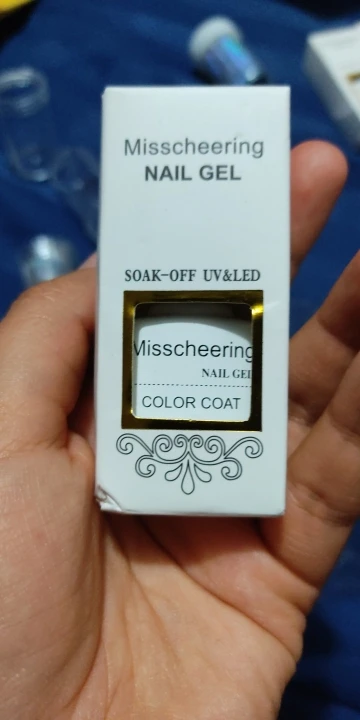 Misscheering
NAIL GEL
SOAK-OFF UV&LED
Misscheering
NAIL GEL
COLOR COAT